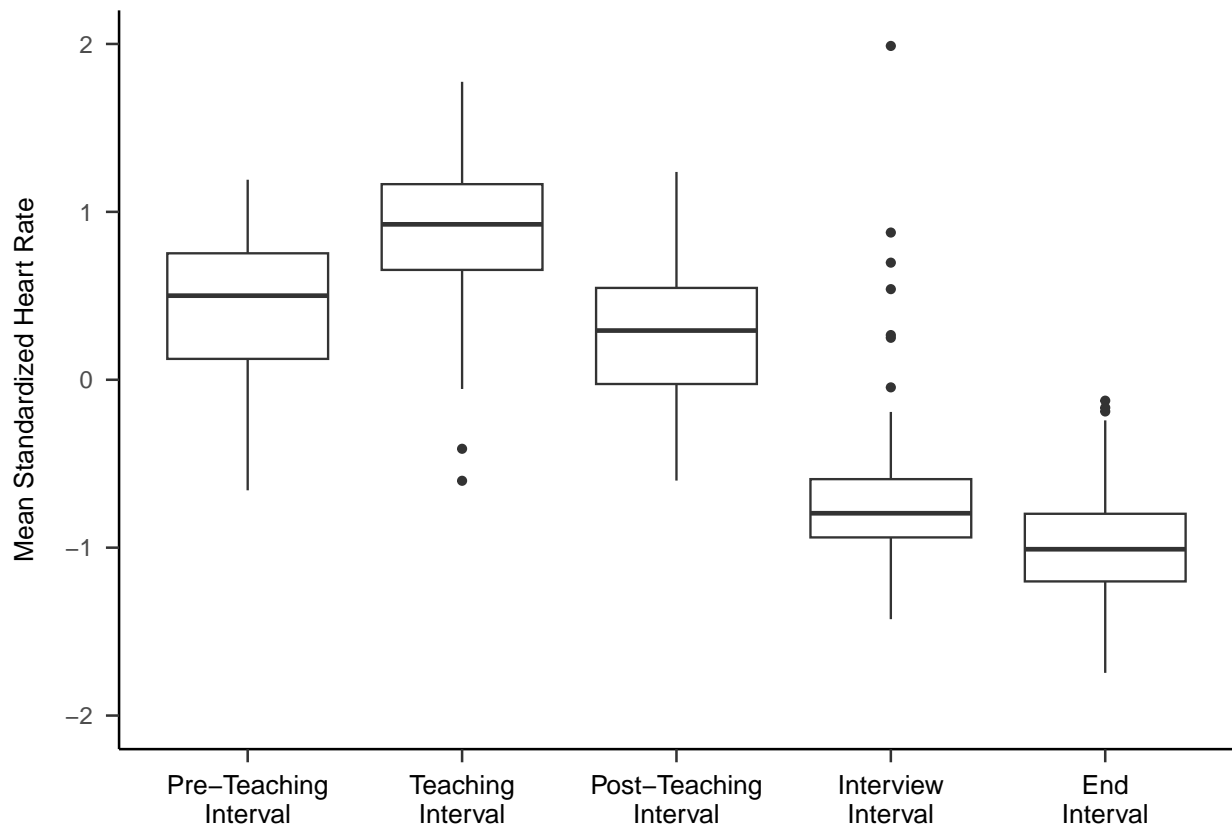 Mean Standardized Heart Rate
2
1
0
−1
−2
Pre−Teaching
Interval
Teaching
Interval
Post−Teaching
Interval
Interview
Interval
End
Interval